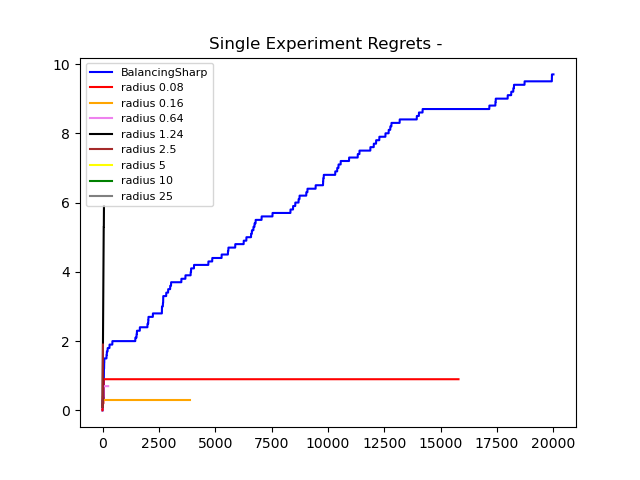 Single Experiment Regrets -
10
8
6
4
2
0
BalancingSharp
radius 0.08
radius 0.16
radius 0.64
radius 1.24
radius 2.5
radius 5
radius 10
radius 25
0 2500 5000 7500 10000 12500 15000 17500 20000